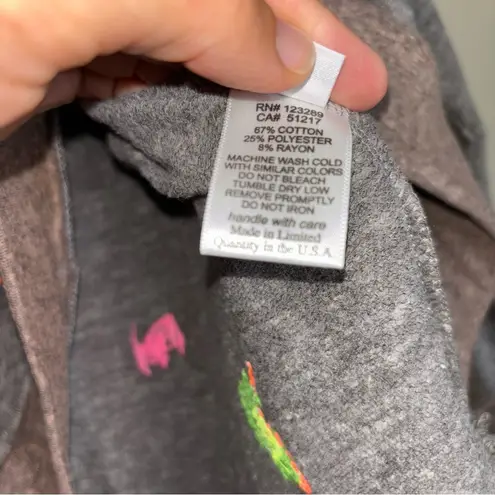 RN# 123289
CA# 51217
67% COTTON
25% POLYESTER
8% RAYON
MACHINE WASH COLD
WITH SIMILAR COLORS
DO NOT BLEACH
TUMBLE DRY LOW
REMOVE PROMPTLY
DO NOT IRON
handle with care
Made in Limited
Quantity in the U.S.A.